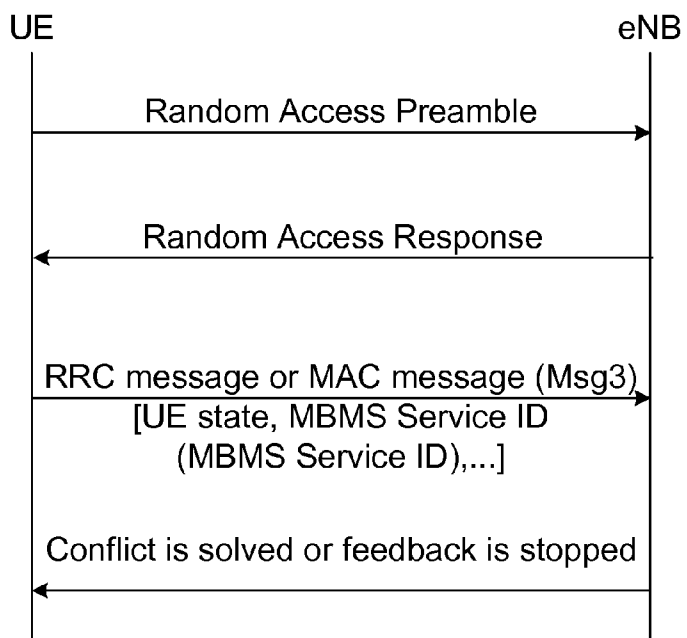 UE eNB
Random Access Preamble
Random Access Response
RRC message or MAC message (Msg3)
[UE state, MBMS Service ID
(MBMS Service ID),...]
Conflict is solved or feedback is stopped